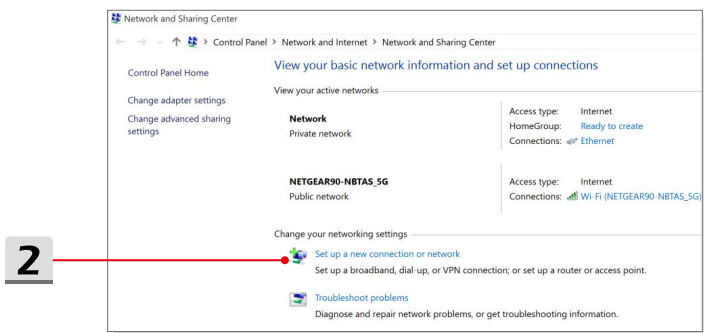 Network and Sharing Center
Control Panel > Network and Internet > Network and Sharing Center
Control Panel Home
Change adapter settings
Change advanced sharing
settings
View your basic network information and set up connections
View your active networks
Network
Private network
Access type: Internet
HomeGroup: Ready to create
Connections: Ethernet
NETGEAR90-NBTAS_5G
Public network
Access type: Internet
Connections: Wi-Fi (NETGEAR90-NBTAS_5G)
Change your networking settings
2
Set up a new connection or network
Set up a broadband, dial-up, or VPN connection; or set up a router or access point.
Troubleshoot problems
Diagnose and repair network problems, or get troubleshooting information.